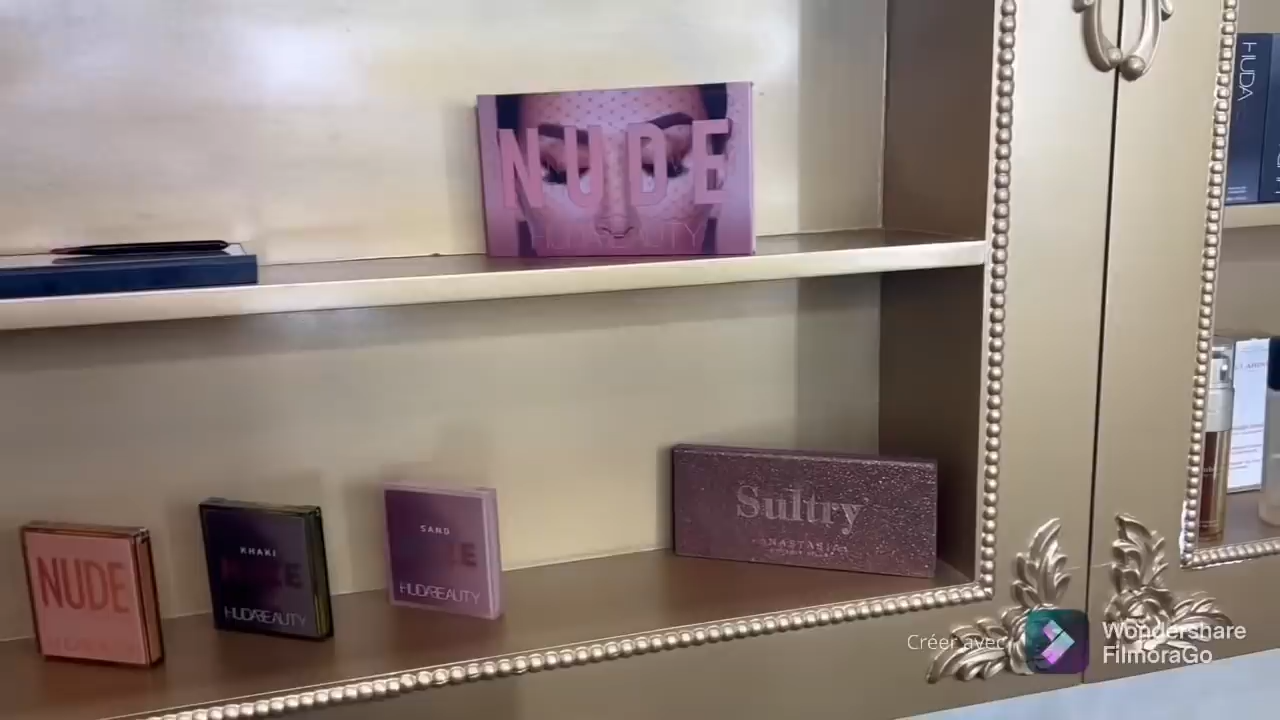 HUDA
NUDE
HUDABEAUTY
Sultry
ANASTASIA
SAND
HUDABEAUTY
KHAKI
HUDABEAUTY
NUDE
Créer avec
Wondershare
FilmoraGo